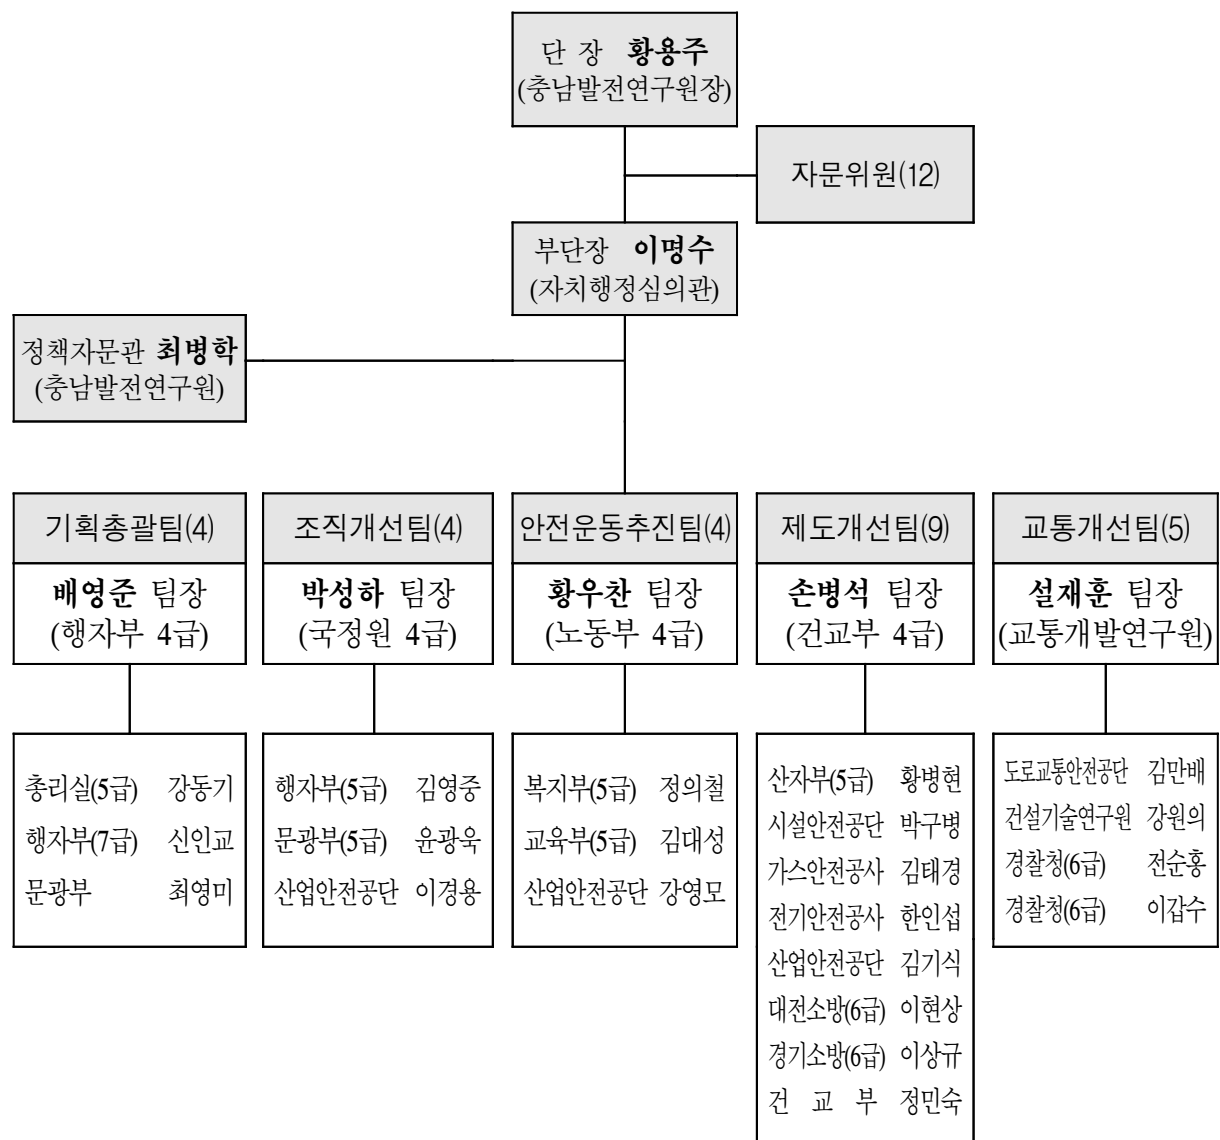 단 장 황용주
(충남발전연구원장)
자문위원(12)
부단장 이명수
(자치행정심의관)
정책자문관 최병학
(충남발전연구원)
기획총괄팀(4)
배영준 팀장
(행자부 4급)
총리실(5급) 강동기
행자부(7급) 신인교
문광부 최영미
조직개선팀(4)
박성하 팀장
(국정원 4급)
행자부(5급) 김영중
문광부(5급) 윤광욱
산업안전공단 이경용
안전운동추진팀(4)
황우찬 팀장
(노동부 4급)
복지부(5급) 정의철
교육부(5급) 김대성
산업안전공단 강영모
제도개선팀(9)
손병석 팀장
(건교부 4급)
산자부(5급) 황병현
시설안전공단 박구병
가스안전공사 김태경
전기안전공사 한인섭
산업안전공단 김기식
대전소방(6급) 이현상
경기소방(6급) 이상규
건 교 부 정민숙
교통개선팀(5)
설재훈 팀장
(교통개발연구원)
도로교통안전공단 김만배
건설기술연구원 강원의
경찰청(6급) 전순홍
경찰청(6급) 이갑수